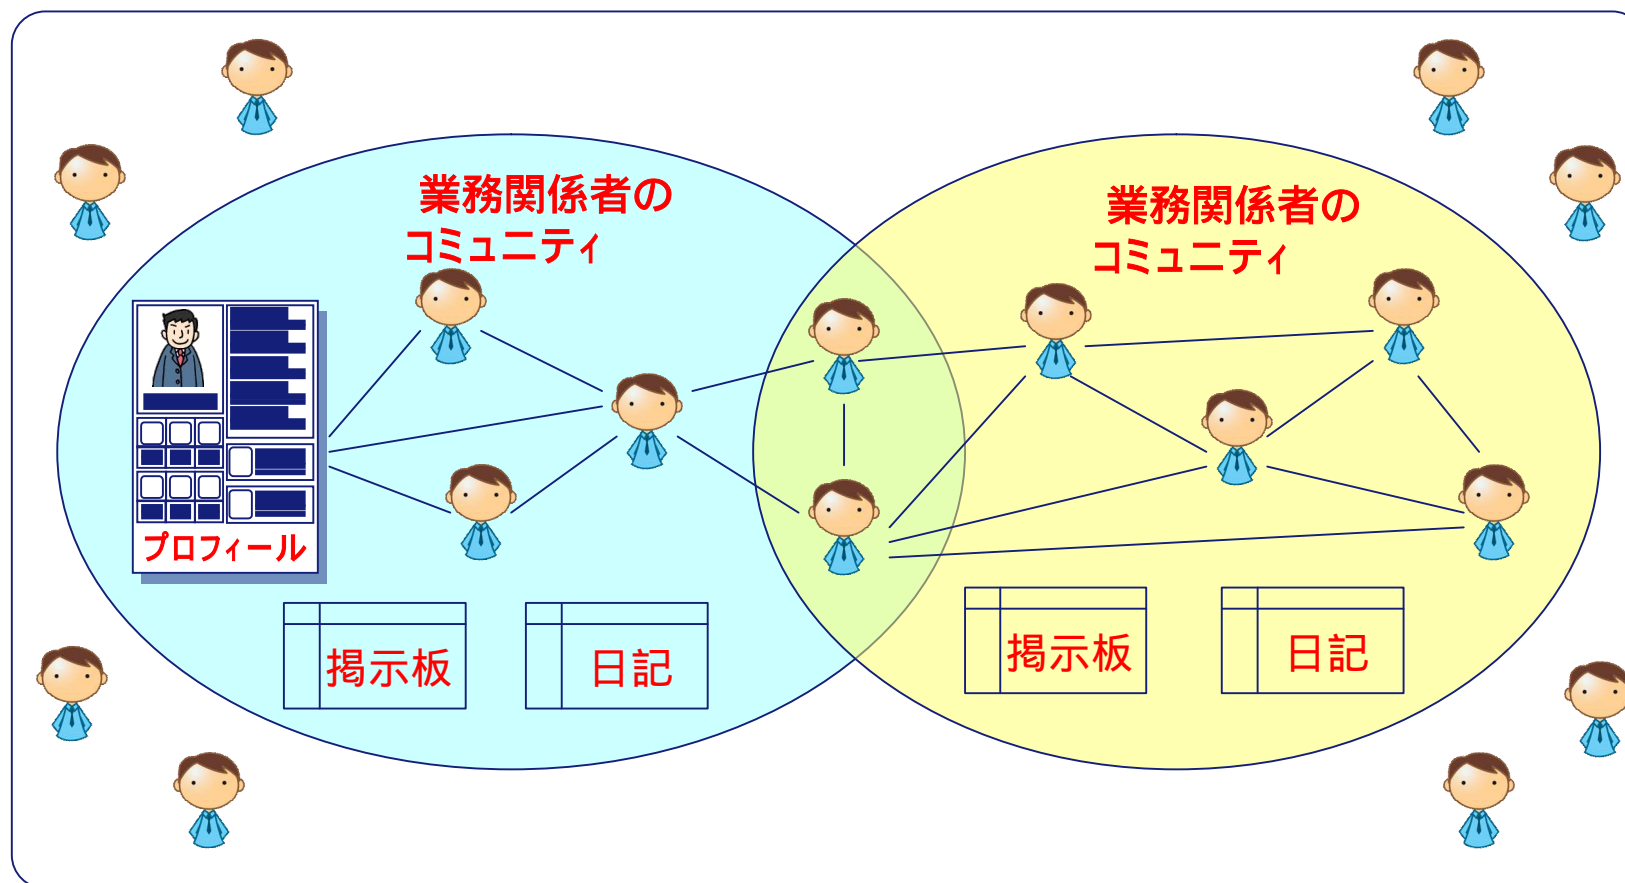 業務関係者の
コミュニティ
業務関係者の
コミュニティ
プロフィール
掲示板
日記
掲示板
日記